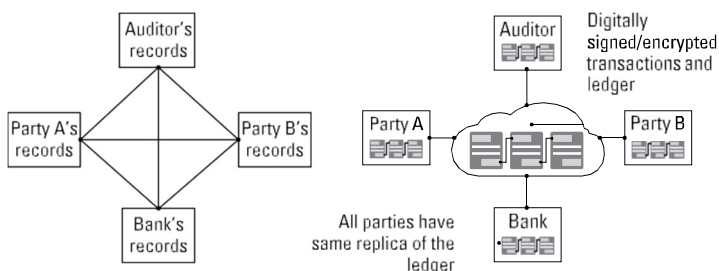 Auditor's
records
Party A's
records
Party B's
records
Bank's
records
Auditor
Digitally
signed/encrypted
transactions and
ledger
Party A
Party B
Bank
All parties have
same replica of the
ledger